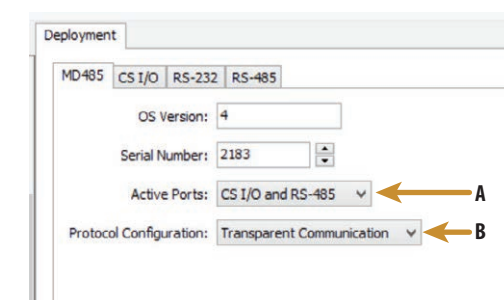 Deployment
MD485 CS I/O RS-232 RS-485
OS Version: 4
Serial Number: 2183
Active Ports: CS I/O and RS-485 A
Protocol Configuration: Transparent Communication B